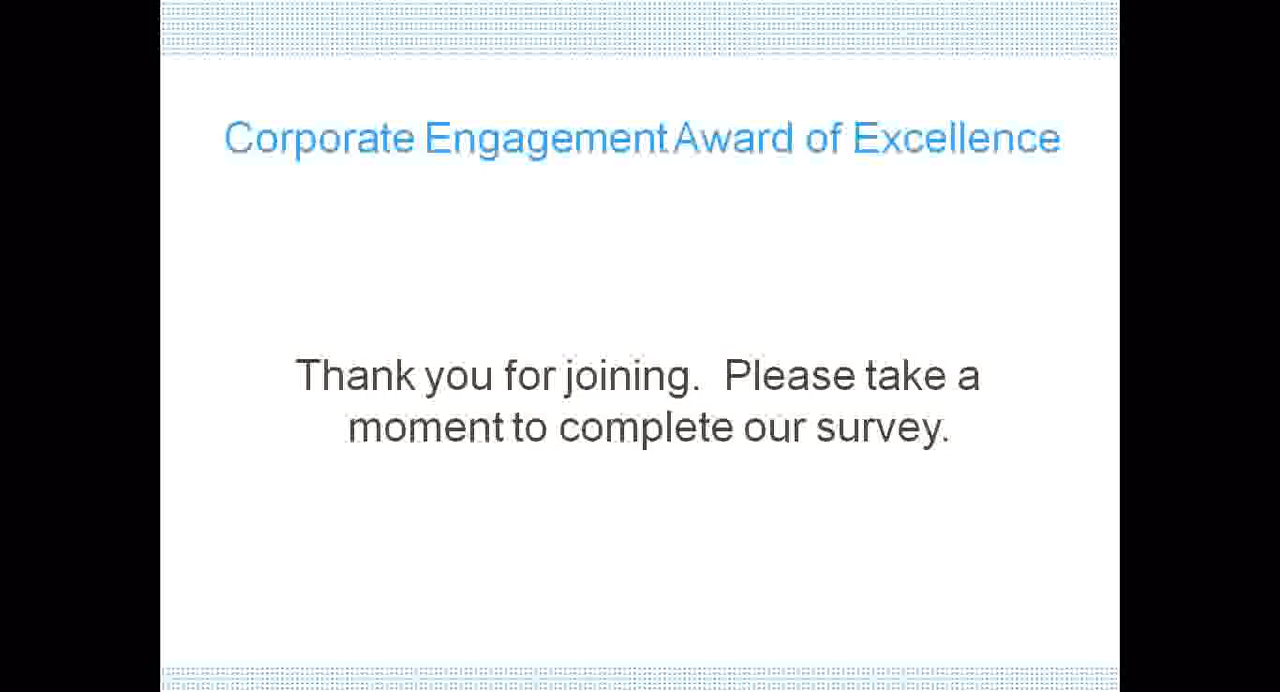 Corporate Engagement Award of Excellence
Thank you for joining.  Please take a
moment to complete our survey.